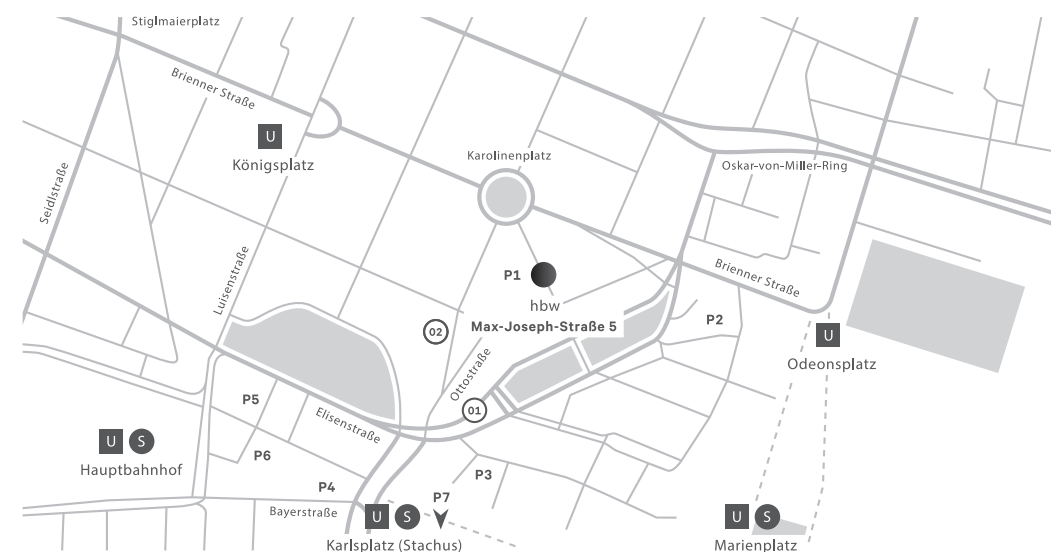 Stiglmaierplatz
Brienner Straße
U
Königsplatz
Karolinenplatz
Oskar-von-Miller-Ring
Seidlstraße
Luisenstraße
P1
hbw
Max-Joseph-Straße 5
Brienner Straße
P2
02
U
Odeonsplatz
Ottostraße
01
P5
Elisenstraße
U S
Hauptbahnhof
P6
P3
P4
P7
Bayerstraße
U S
Karlsplatz (Stachus)
U S
Marienplatz